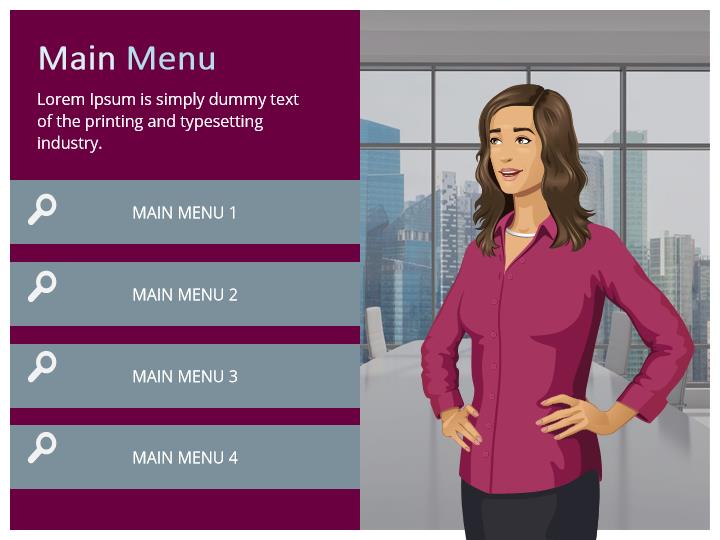 Main Menu
Lorem Ipsum is simply dummy text
of the printing and typesetting
industry.
MAIN MENU 1
MAIN MENU 2
MAIN MENU 3
MAIN MENU 4